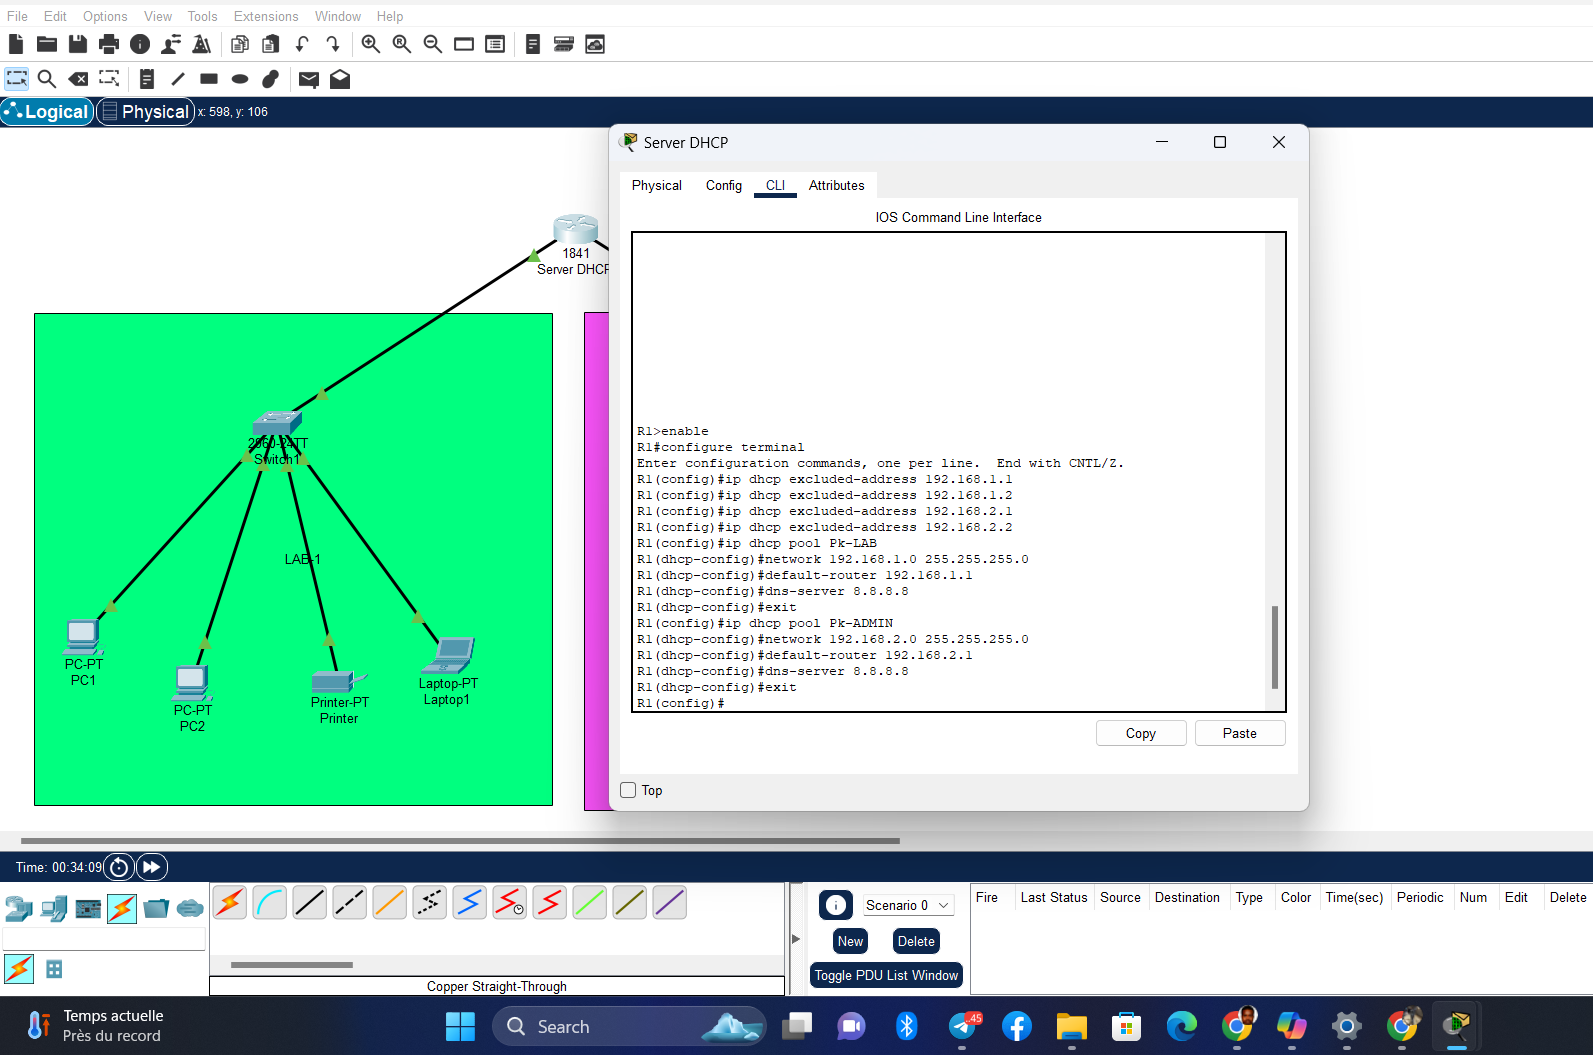 File Edit Options View Tools Extensions Window Help
Logical Physical x: 598, y: 106
1841
Server DHCP
2960-24TT
Switch1
LAB-1
PC-PT
PC1
PC-PT
PC2
Printer-PT
Printer
Laptop-PT
Laptop1
Server DHCP
Physical Config CLI Attributes
IOS Command Line Interface
R1>enable
R1#configure terminal
Enter configuration commands, one per line.  End with CNTL/Z.
R1(config)#ip dhcp excluded-address 192.168.1.1
R1(config)#ip dhcp excluded-address 192.168.1.2
R1(config)#ip dhcp excluded-address 192.168.2.1
R1(config)#ip dhcp excluded-address 192.168.2.2
R1(config)#ip dhcp pool Pk-LAB
R1(dhcp-config)#network 192.168.1.0 255.255.255.0
R1(dhcp-config)#default-router 192.168.1.1
R1(dhcp-config)#dns-server 8.8.8.8
R1(dhcp-config)#exit
R1(config)#ip dhcp pool Pk-ADMIN
R1(dhcp-config)#network 192.168.2.0 255.255.255.0
R1(dhcp-config)#default-router 192.168.2.1
R1(dhcp-config)#dns-server 8.8.8.8
R1(dhcp-config)#exit
R1(config)#
Copy Paste
Top
Time: 00:34:09
Copper Straight-Through
Scenario 0
New Delete
Toggle PDU List Window
Fire Last Status Source Destination Type Color Time(sec) Periodic Num Edit Delete
Temps actuelle
Près du record
Search
.45